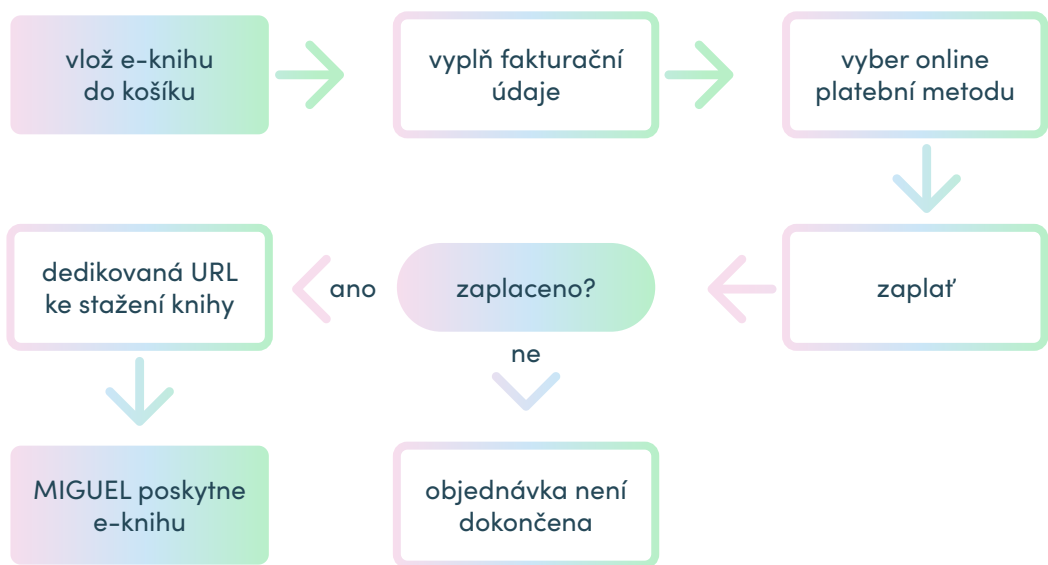 vlož e-knihu
do košíku
vyplň fakturační
údaje
vyber online
platební metodu
dedikovaná URL
ke stažení knihy
ano
zaplaceno?
zaplať
ne
MIGUEL poskytne
e-knihu
objednávka není
dokončena